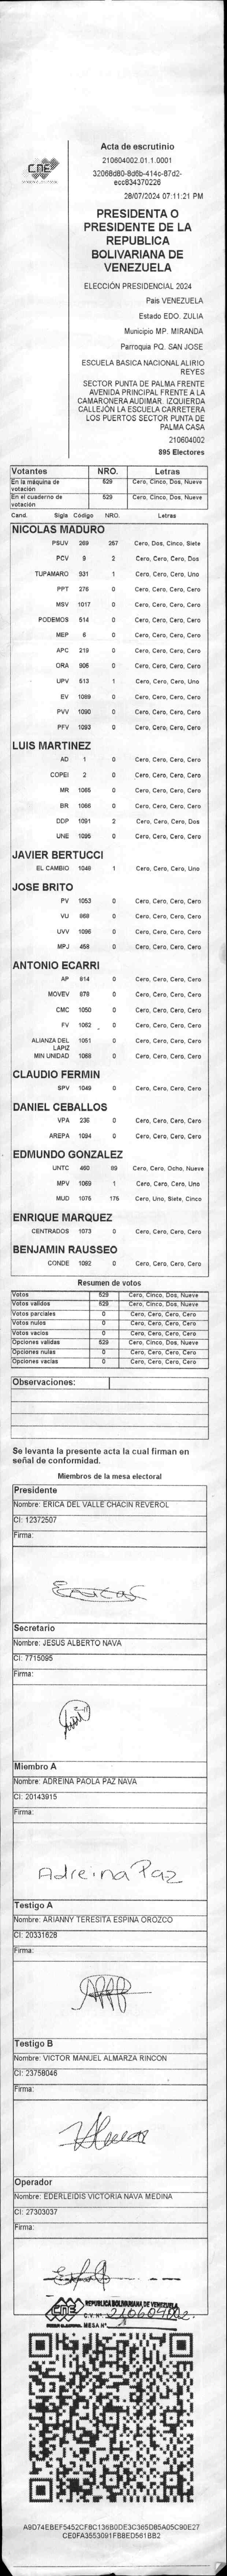 CNE
PODER ELECTORAL
Acta de escrutinio
210604002.01.1.0001
32068d80-8d6b-414c-87d2-
ecc834370226
28/07/2024 07:11:21 PM
PRESIDENTA O
PRESIDENTE DE LA
REPUBLICA
BOLIVARIANA DE
VENEZUELA
ELECCIÓN PRESIDENCIAL 2024
País VENEZUELA
Estado EDO. ZULIA
Municipio MP. MIRANDA
Parroquia PQ. SAN JOSE
ESCUELA BASICA NACIONAL ALIRIO
REYES
SECTOR PUNTA DE PALMA FRENTE
AVENIDA PRINCIPAL FRENTE A LA
CAMARONERA AUDIMAR. IZQUIERDA
CALLEJÓN LA ESCUELA CARRETERA
LOS PUERTOS SECTOR PUNTA DE
PALMA CASA
210604002
895 Electores
Votantes NRO. Letras
En la máquina de votación 529 Cero, Cinco, Dos, Nueve
En el cuaderno de votación 529 Cero, Cinco, Dos, Nueve
Cand. Sigla Código NRO. Letras
NICOLAS MADURO
PSUV 269 257 Cero, Dos, Cinco, Siete
PCV 9 2 Cero, Cero, Cero, Dos
TUPAMARO 931 1 Cero, Cero, Cero, Uno
PPT 276 0 Cero, Cero, Cero, Cero
MSV 1017 0 Cero, Cero, Cero, Cero
PODEMOS 514 0 Cero, Cero, Cero, Cero
MEP 6 0 Cero, Cero, Cero, Cero
APC 219 0 Cero, Cero, Cero, Cero
ORA 906 0 Cero, Cero, Cero, Cero
UPV 613 1 Cero, Cero, Cero, Uno
EV 1089 0 Cero, Cero, Cero, Cero
PVV 1090 0 Cero, Cero, Cero, Cero
PFV 1093 0 Cero, Cero, Cero, Cero
LUIS MARTINEZ
AD 1 0 Cero, Cero, Cero, Cero
COPEI 2 0 Cero, Cero, Cero, Cero
MR 1065 0 Cero, Cero, Cero, Cero
BR 1066 0 Cero, Cero, Cero, Cero
DDP 1091 2 Cero, Cero, Cero, Dos
UNE 1095 0 Cero, Cero, Cero, Cero
JAVIER BERTUCCI
EL CAMBIO 1048 1 Cero, Cero, Cero, Uno
JOSE BRITO
PV 1053 0 Cero, Cero, Cero, Cero
VU 868 0 Cero, Cero, Cero, Cero
UVV 1096 0 Cero, Cero, Cero, Cero
MPJ 458 0 Cero, Cero, Cero, Cero
ANTONIO ECARRI
AP 814 0 Cero, Cero, Cero, Cero
MOVEV 878 0 Cero, Cero, Cero, Cero
CMC 1050 0 Cero, Cero, Cero, Cero
FV 1052 0 Cero, Cero, Cero, Cero
ALIANZA DEL LAPIZ 1051 0 Cero, Cero, Cero, Cero
MIN UNIDAD 1068 0 Cero, Cero, Cero, Cero
CLAUDIO FERMIN
SPV 1049 0 Cero, Cero, Cero, Cero
DANIEL CEBALLOS
VPA 236 0 Cero, Cero, Cero, Cero
AREPA 1094 0 Cero, Cero, Cero, Cero
EDMUNDO GONZALEZ
UNTC 460 89 Cero, Cero, Ocho, Nueve
MPV 1069 1 Cero, Cero, Cero, Uno
MUD 1075 175 Cero, Uno, Siete, Cinco
ENRIQUE MARQUEZ
CENTRADOS 1073 0 Cero, Cero, Cero, Cero
BENJAMIN RAUSSEO
CONDE 1092 0 Cero, Cero, Cero, Cero
Resumen de votos
Votos 529 Cero, Cinco, Dos, Nueve
Votos validos 529 Cero, Cinco, Dos, Nueve
Votos parciales 0 Cero, Cero, Cero, Cero
Votos nulos 0 Cero, Cero, Cero, Cero
Votos vacios 0 Cero, Cero, Cero, Cero
Opciones validas 529 Cero, Cinco, Dos, Nueve
Opciones nulas 0 Cero, Cero, Cero, Cero
Opciones vacias 0 Cero, Cero, Cero, Cero
Observaciones:
Se levanta la presente acta la cual firman en
señal de conformidad.
Miembros de la mesa electoral
Presidente
Nombre: ERICA DEL VALLE CHACIN REVEROL
CI: 12372507
Firma:
Secretario
Nombre: JESUS ALBERTO NAVA
CI: 7715095
Firma:
Miembro A
Nombre: ADREINA PAOLA PAZ NAVA
CI: 20143915
Firma:
Adreina Paz
Testigo A
Nombre: ARIANNY TERESITA ESPINA OROZCO
CI: 20331628
Firma:
Testigo B
Nombre: VICTOR MANUEL ALMARZA RINCON
CI: 23758046
Firma:
Operador
Nombre: EDERLEIDIS VICTORIA NAVA MEDINA
CI: 27303037
Firma:
CNE REPUBLICA BOLIVARIANA DE VENEZUELA
C.V. Nº 210604002.
PODER ELECTORAL MESA Nº 1
A9D74EBEF5452CF8C136B0DE3C365D85A05C90E27
CE0FA3553091FB8ED561BB2